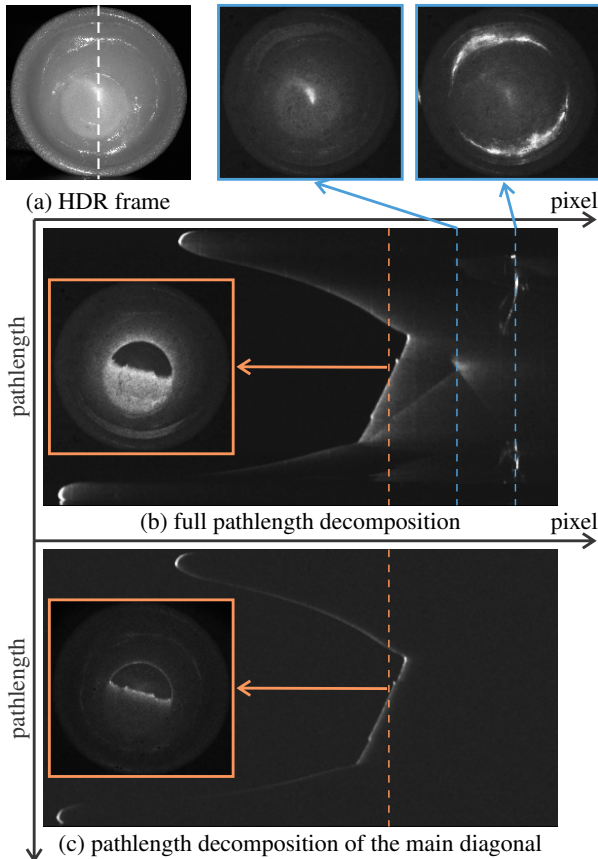 (a) HDR frame
pixel
pathlength
(b) full pathlength decomposition
pixel
pathlength
(c) pathlength decomposition of the main diagonal